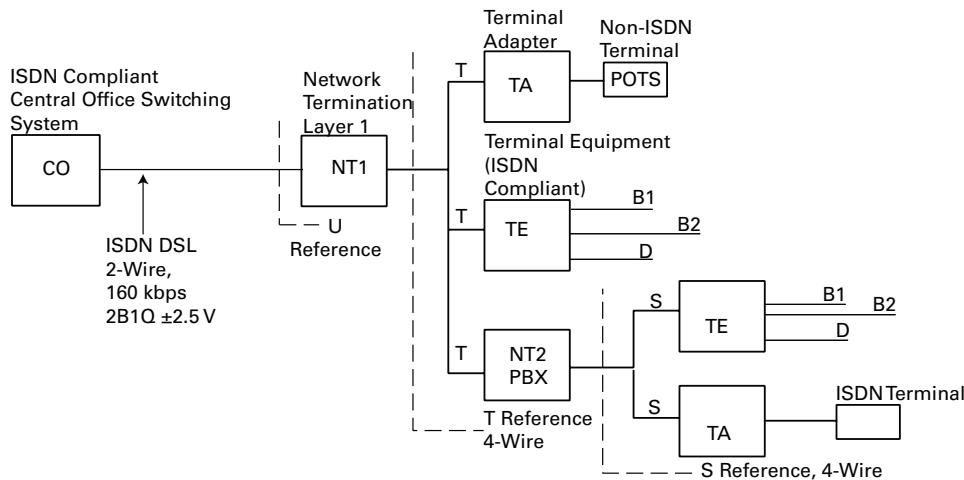 Terminal
Adapter
Non-ISDN
Terminal
ISDN Compliant
Central Office Switching
System
Network
Termination
Layer 1
T
TA
POTS
CO
NT1
Terminal Equipment
(ISDN
Compliant)
U
Reference
T
TE
B1
B2
D
ISDN DSL
2-Wire,
160 kbps
2B1Q ±2.5 V
S
TE
B1
B2
D
T
NT2
PBX
T Reference
4-Wire
S
TA
ISDN Terminal
S Reference, 4-Wire